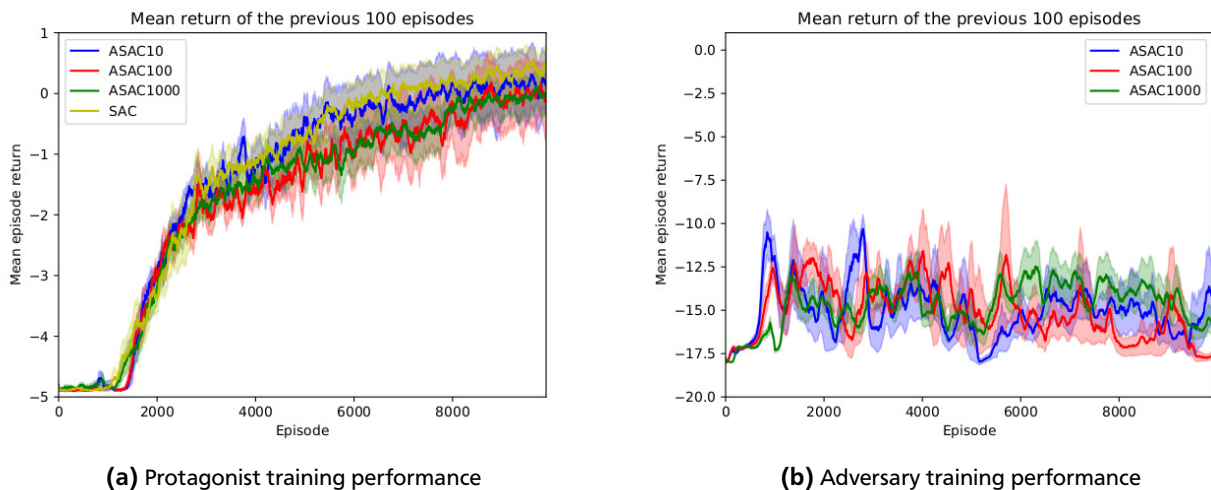 Mean return of the previous 100 episodes
1
0
−1
−2
−3
−4
−5
0
2000
4000
6000
8000
Mean episode return
Episode
ASAC10
ASAC100
ASAC1000
SAC
(a) Protagonist training performance
Mean return of the previous 100 episodes
0.0
−2.5
−5.0
−7.5
−10.0
−12.5
−15.0
−17.5
−20.0
0
2000
4000
6000
8000
Mean episode return
Episode
ASAC10
ASAC100
ASAC1000
(b) Adversary training performance